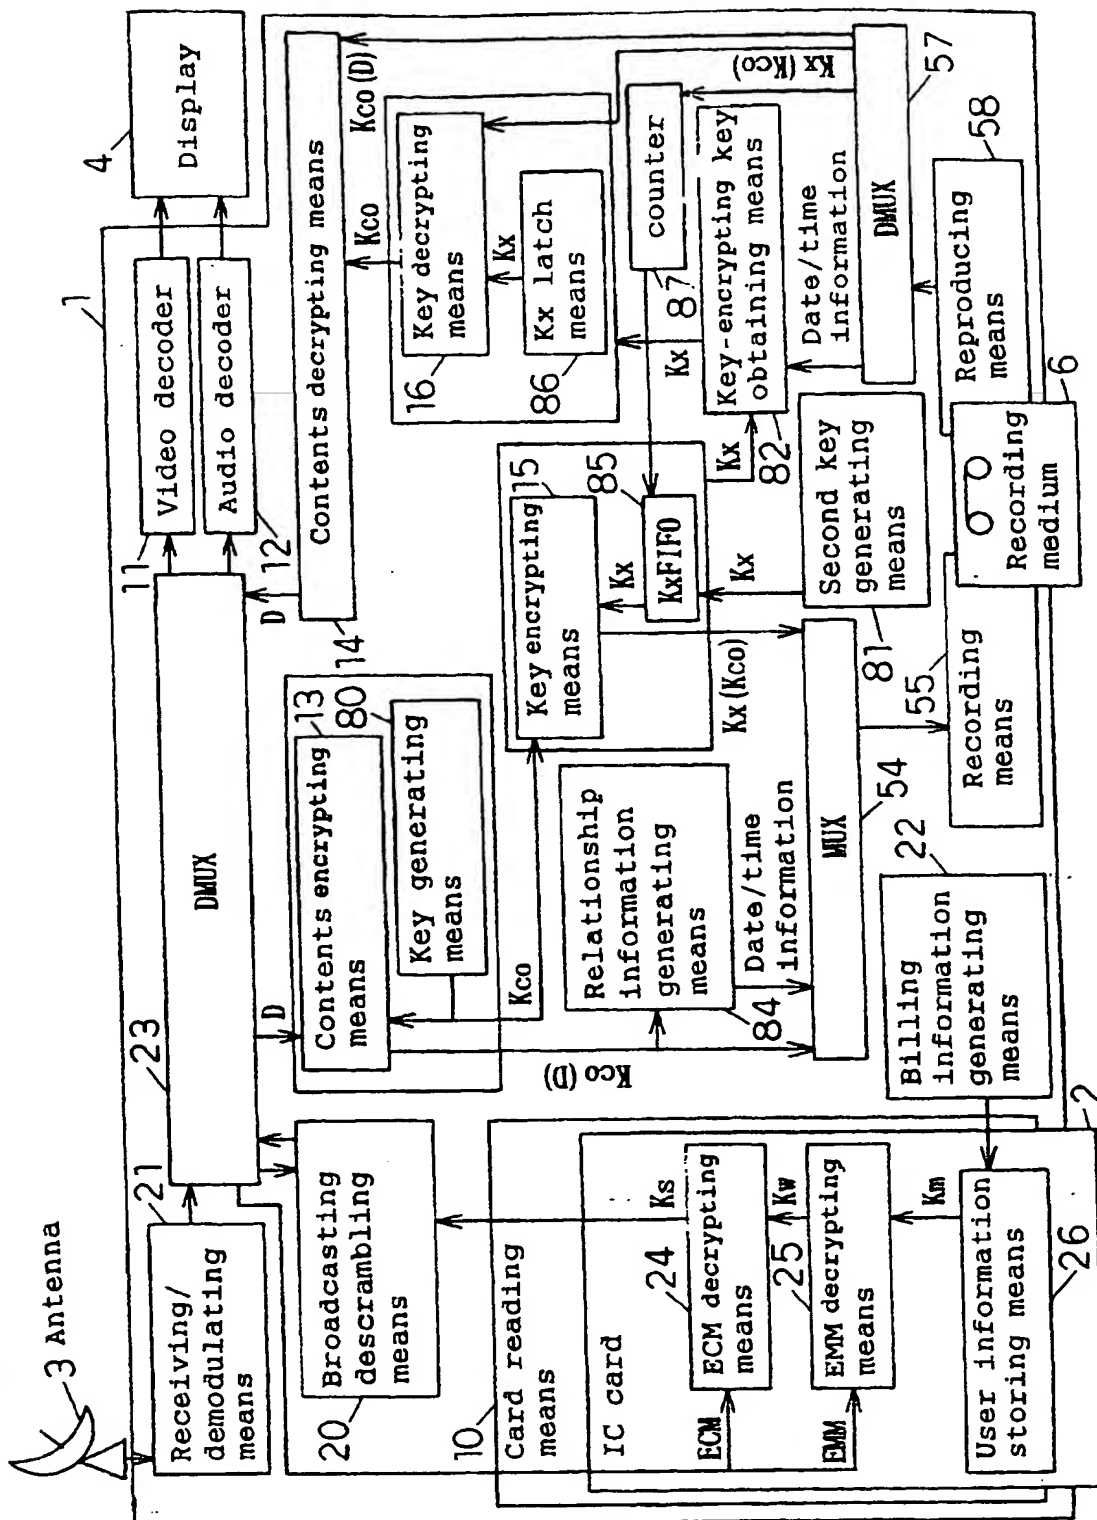 3 Antenna
1
21
Receiving/
demodulating
means
23
DMUX
11
Video decoder
Audio decoder
12
4
Display
20
Broadcasting
descrambling
means
D
D
Contents encrypting
means
13
80
Key generating
means
14
Contents decrypting means
Kco (D)
Kco (D)
Kco
Kco
10
Card reading
means
IC card
Ks
ECM
24
ECM decrypting
means
Kw
EMM
25
EMM decrypting
means
Km
User information
storing means
26
2
22
Billing
information
generating
means
Relationship
information
generating
means
84
Date/time
information
Key encrypting
means
15
Kx
85
KxFIFO
Kx
Kx (Kco)
Kx
16
Key decrypting
means
Kx
86
Kx latch
means
Kx
counter
87
Kx (Kco)
Key-encrypting key
obtaining means
82
Date/time
information
DMUX
57
Second key
generating
means
81
MUX
54
55
Recording
means
Recording
medium
6
Reproducing
means
58